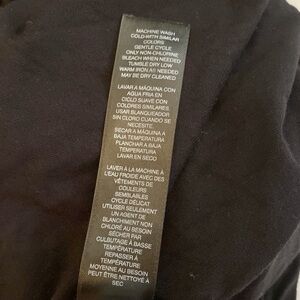 MACHINE WASH
COLD WITH SIMILAR
COLORS
GENTLE CYCLE
ONLY NON-CHLORINE
BLEACH WHEN NEEDED
TUMBLE DRY LOW
WARM IRON AS NEEDED
MAY BE DRY CLEANED
LAVAR A MÁQUINA CON
AGUA FRIA EN
CICLO SUAVE CON
COLORES SIMILARES.
USAR BLANQUEADOR
SIN CLORO CUANDO SE
NECESITE.
SECAR A MÁQUINA A
BAJA TEMPERATURA
PLANCHAR A BAJA
TEMPERATURA
LAVAR EN SECO
LAVER À LA MACHINE À
L'EAU FROIDE AVEC DES
VÊTEMENTS DE
COULEURS
SEMBLABLES
CYCLE DÉLICAT
UTILISER SEULEMENT
UN AGENT DE
BLANCHIMENT NON
CHLORÉ AU BESOIN
SÉCHER PAR
CULBUTAGE À BASSE
TEMPÉRATURE
REPASSER À
TEMPÉRATURE
MOYENNE AU BESOIN
PEUT ÊTRE NETTOYÉ À
SEC